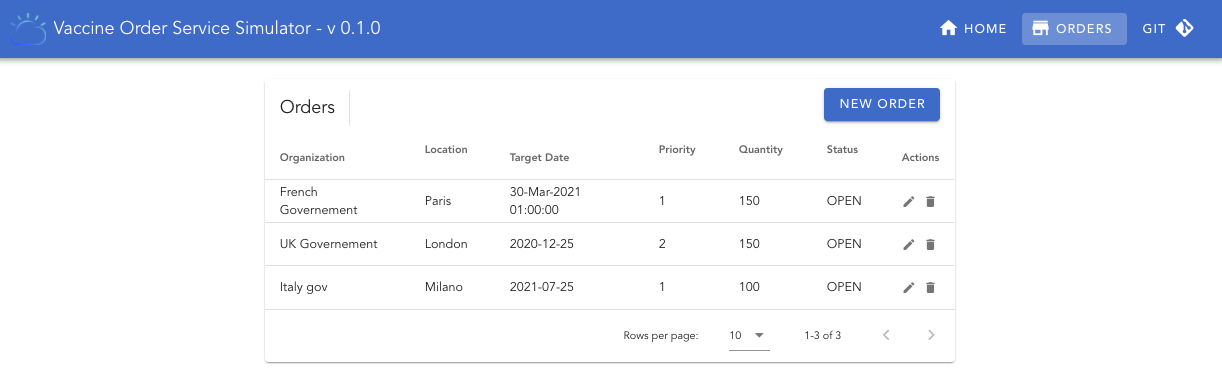 Vaccine Order Service Simulator - v 0.1.0
HOME
ORDERS
GIT
Orders
NEW ORDER
Organization Location Target Date Priority Quantity Status Actions
French Governement Paris 30-Mar-2021 01:00:00 1 150 OPEN
UK Governement London 2020-12-25 2 150 OPEN
Italy gov Milano 2021-07-25 1 100 OPEN
Rows per page: 10 1-3 of 3